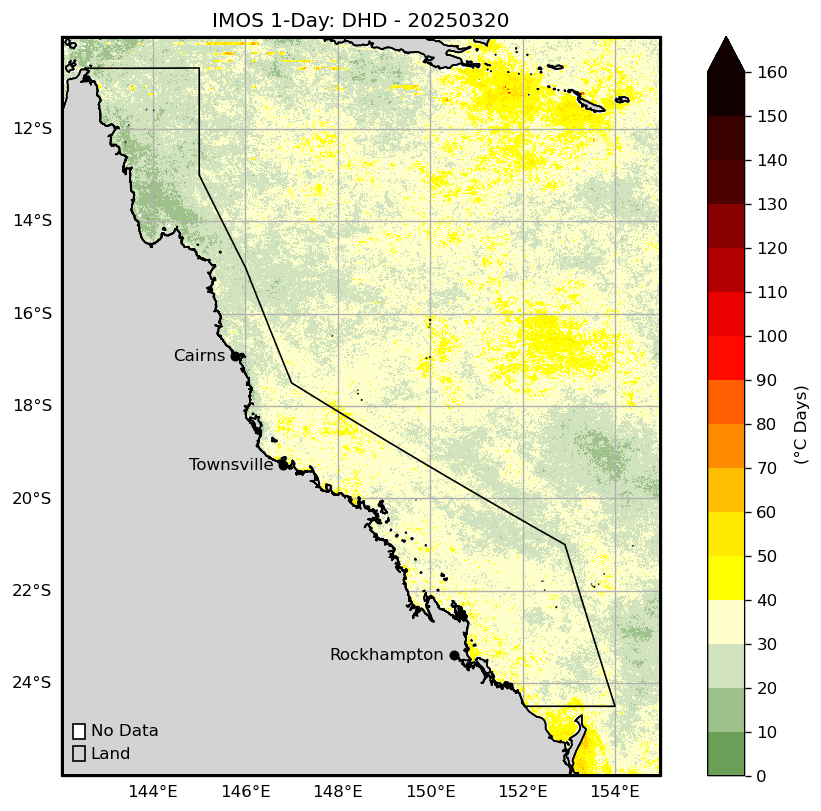 IMOS 1-Day: DHD - 20250320
160
150
12°S
140
130
14°S
120
110
16°S
100
Cairns
90
18°S
80
(°C Days)
70
Townsville
60
20°S
50
40
22°S
30
Rockhampton
20
24°S
10
No Data
Land
0
144°E 146°E 148°E 150°E 152°E 154°E